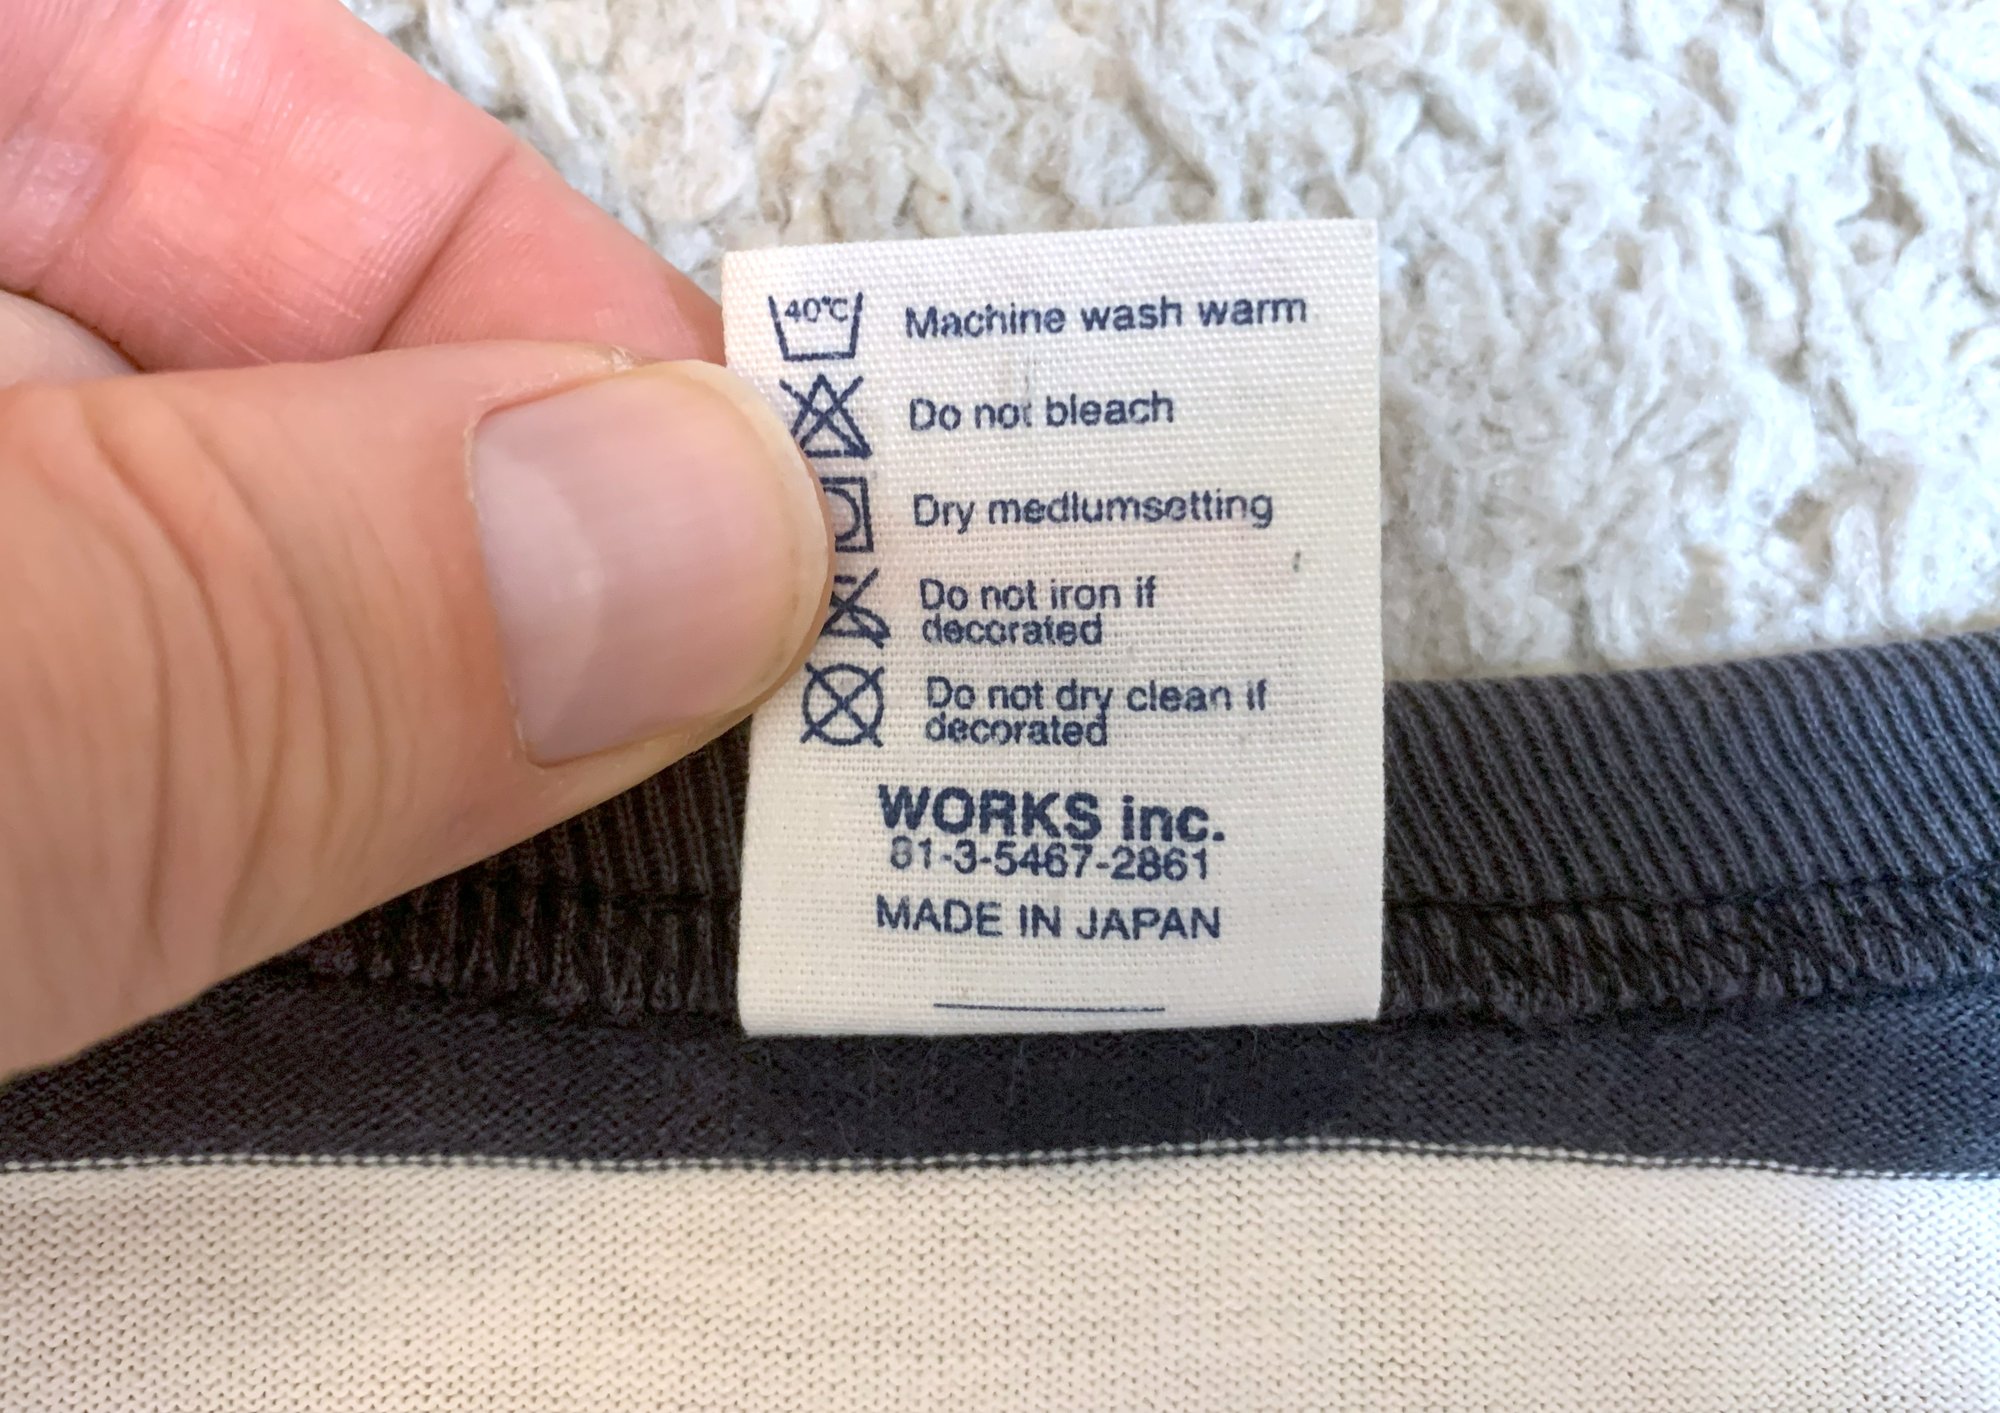 40°C Machine wash warm
Do not bleach
Dry mediumsetting
Do not iron if
decorated
Do not dry clean if
decorated
WORKS inc.
81-3-5467-2861
MADE IN JAPAN